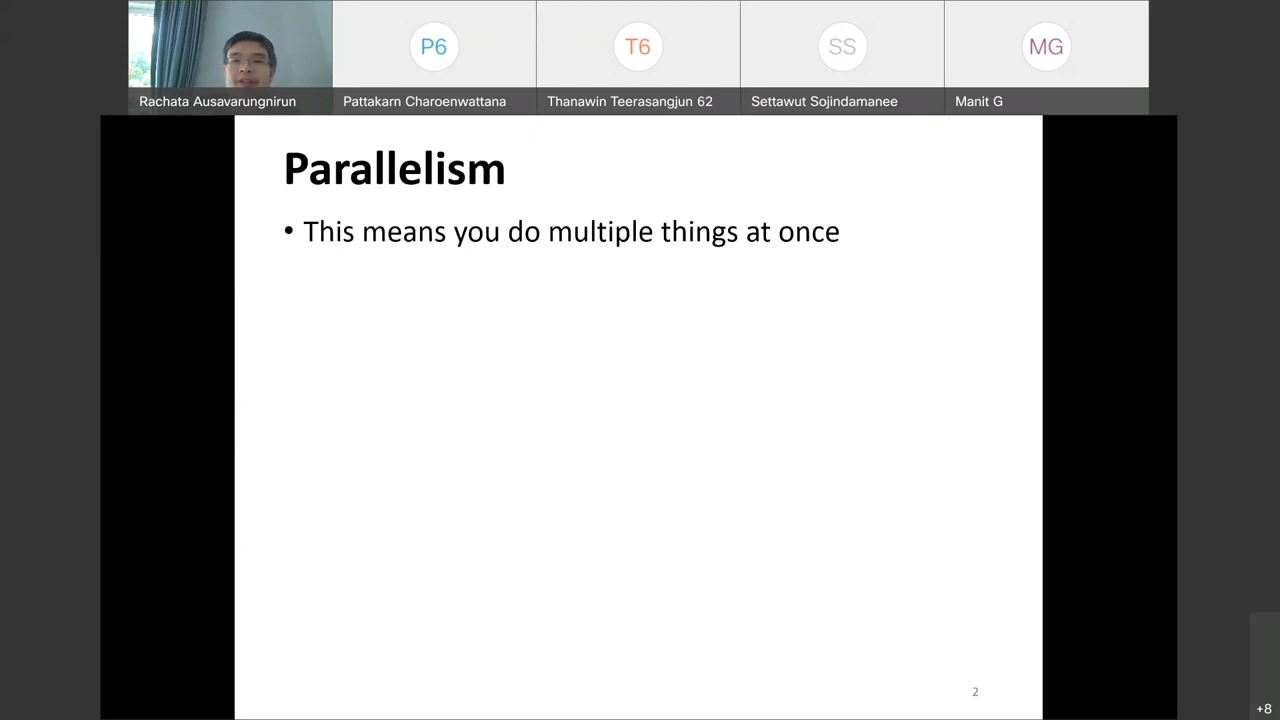 P6
T6
SS
MG
Rachata Ausavarungnirun
Pattakarn Charoenwattana
Thanawin Teerasangjun 62
Settawut Sojindamanee
Manit G
Parallelism
• This means you do multiple things at once
2
+8